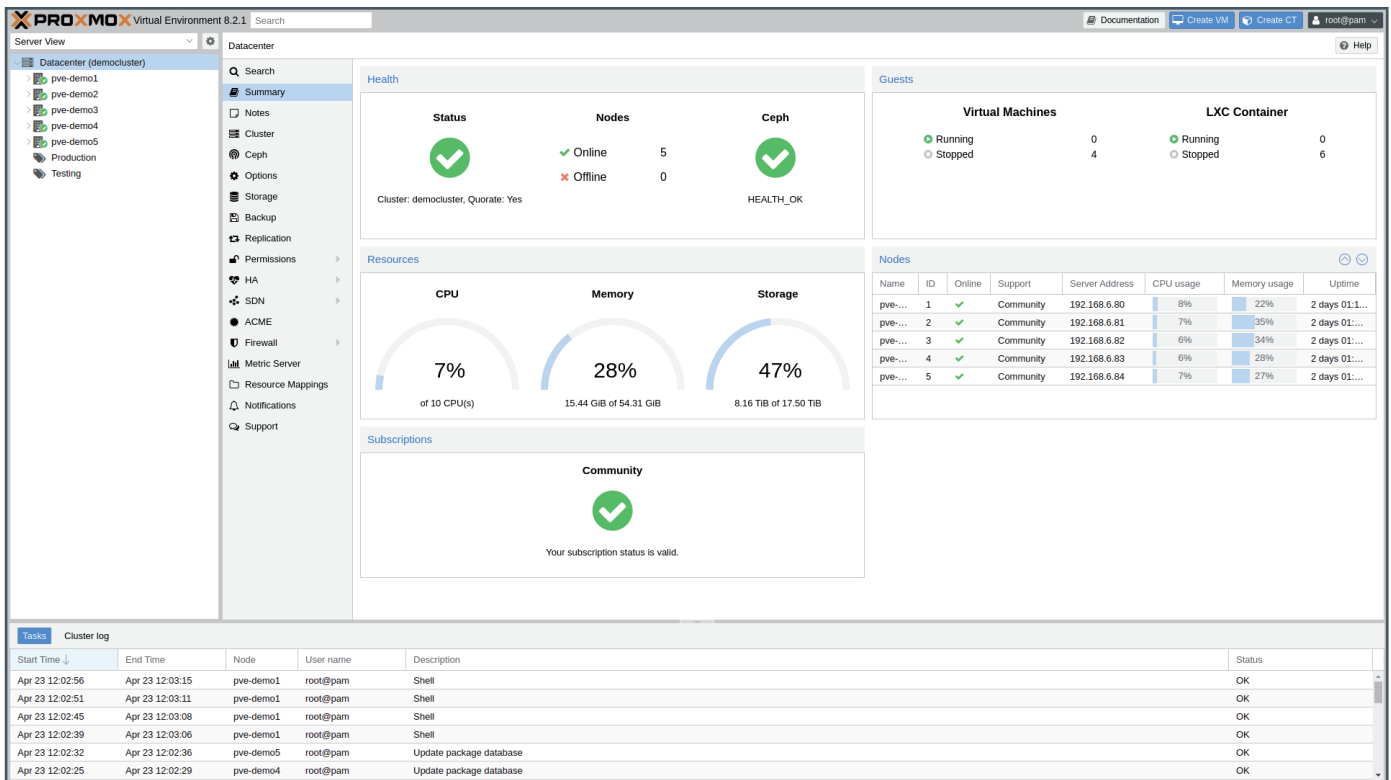 PROXMOX Virtual Environment 8.2.1 Search Documentation Create VM Create CT root@pam
Server View
Datacenter (democluster)
pve-demo1
pve-demo2
pve-demo3
pve-demo4
pve-demo5
Production
Testing
Datacenter Help
Search
Summary
Notes
Cluster
Ceph
Options
Storage
Backup
Replication
Permissions
HA
SDN
ACME
Firewall
Metric Server
Resource Mappings
Notifications
Support
Health
Status Nodes Ceph
Online 5
Offline 0
Cluster: democluster, Quorate: Yes HEALTH_OK
Guests
Virtual Machines LXC Container
Running 0 Running 0
Stopped 4 Stopped 6
Resources
CPU Memory Storage
7% 28% 47%
of 10 CPU(s) 15.44 GiB of 54.31 GiB 8.16 TiB of 17.50 TiB
Nodes
Name ID Online Support Server Address CPU usage Memory usage Uptime
pve-... 1 Community 192.168.6.80 8% 22% 2 days 01:1...
pve-... 2 Community 192.168.6.81 7% 35% 2 days 01:...
pve-... 3 Community 192.168.6.82 6% 34% 2 days 01:...
pve-... 4 Community 192.168.6.83 6% 28% 2 days 01:...
pve-... 5 Community 192.168.6.84 7% 27% 2 days 01:...
Subscriptions
Community
Your subscription status is valid.
Tasks Cluster log
Start Time End Time Node User name Description Status
Apr 23 12:02:56 Apr 23 12:03:15 pve-demo1 root@pam Shell OK
Apr 23 12:02:51 Apr 23 12:03:11 pve-demo1 root@pam Shell OK
Apr 23 12:02:45 Apr 23 12:03:08 pve-demo1 root@pam Shell OK
Apr 23 12:02:39 Apr 23 12:03:06 pve-demo1 root@pam Shell OK
Apr 23 12:02:32 Apr 23 12:02:36 pve-demo5 root@pam Update package database OK
Apr 23 12:02:25 Apr 23 12:02:29 pve-demo4 root@pam Update package database OK